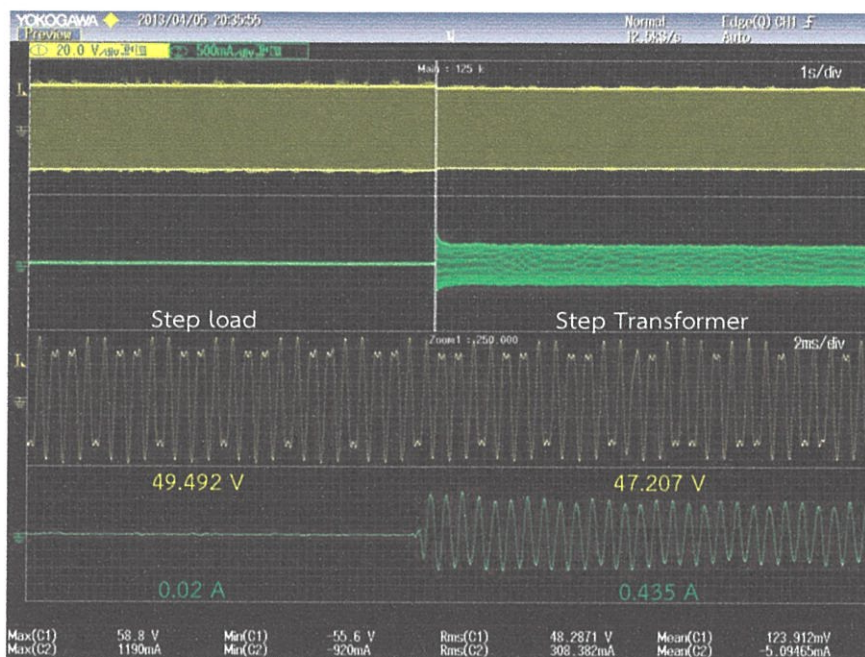 YOKOGAWA 2013/04/05 20:35:55 Normal Edge(Q) CH1
Preview 12.5kS/s Auto
20.0 V 500mA
Main : 125 k 1s/div
Step load Step Transformer
Zoom1 : 250.000 2ms/div
49.492 V 47.207 V
0.02 A 0.435 A
Max(C1) 58.8 V Min(C1) -55.6 V Rms(C1) 48.2871 V Mean(C1) 123.912mV
Max(C2) 1190mA Min(C2) -920mA Rms(C2) 308.382mA Mean(C2) -5.09465mA